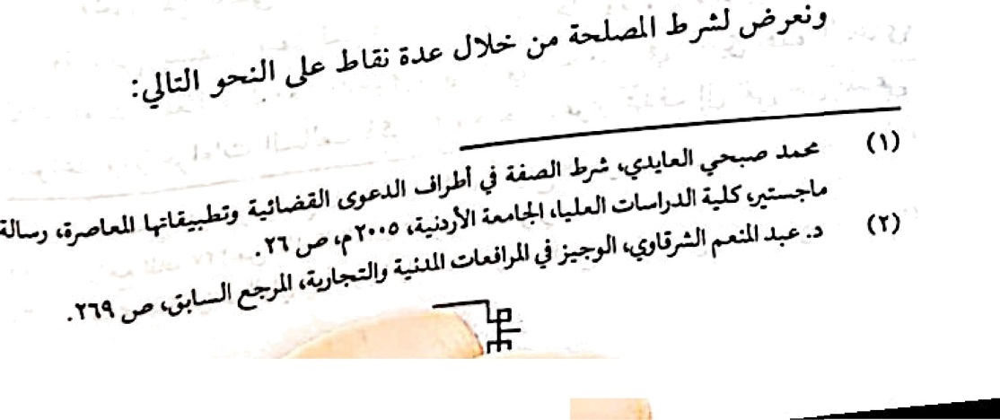 ونعرض لشرط المصلحة من خلال عدة نقاط على النحو التالي:
(١) محمد صبحي العايدي، شرط الصفة في أطراف الدعوى القضائية وتطبيقاتها المعاصرة، رسالة
ماجستير، كلية الدراسات العليا، الجامعة الأردنية، ٢٠٠٥م، ص ٢٦.
(٢) د. عبد المنعم الشرقاوي، الوجيز في المرافعات المدنية والتجارية، المرجع السابق، ص ٢٦٩.